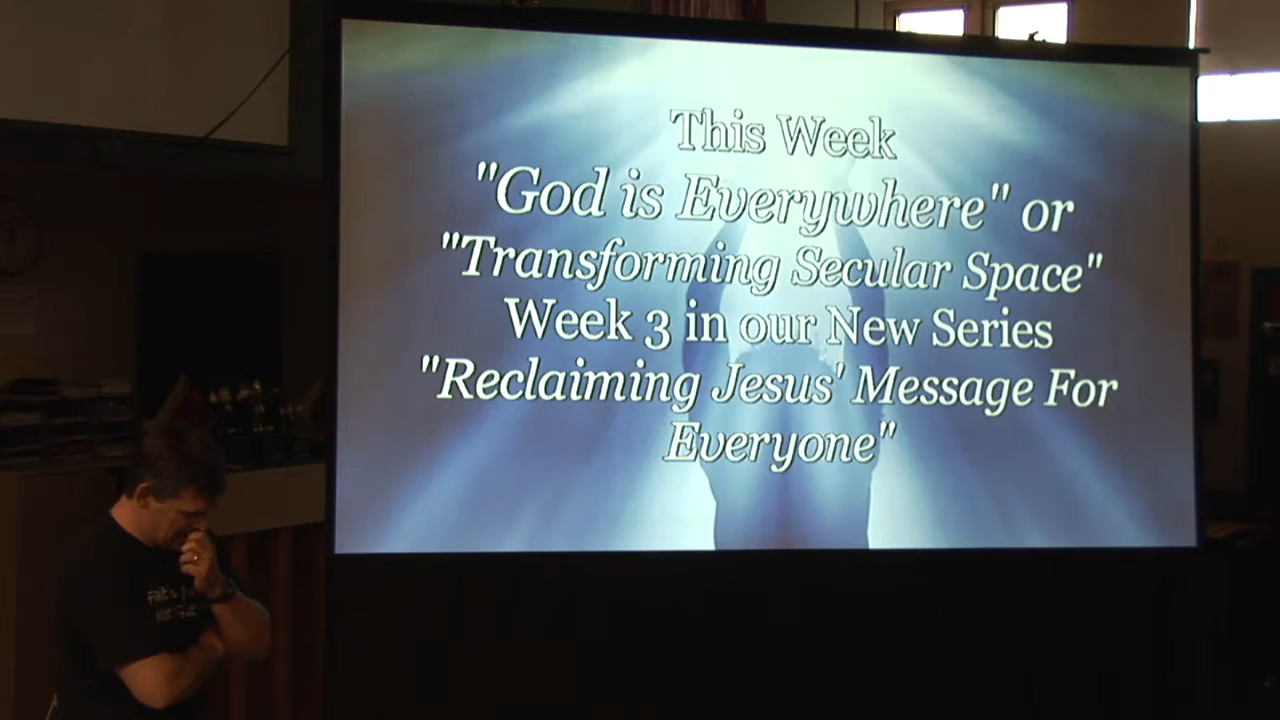 This Week
"God is Everywhere" or
"Transforming Secular Space"
Week 3 in our New Series
"Reclaiming Jesus' Message For
Everyone"